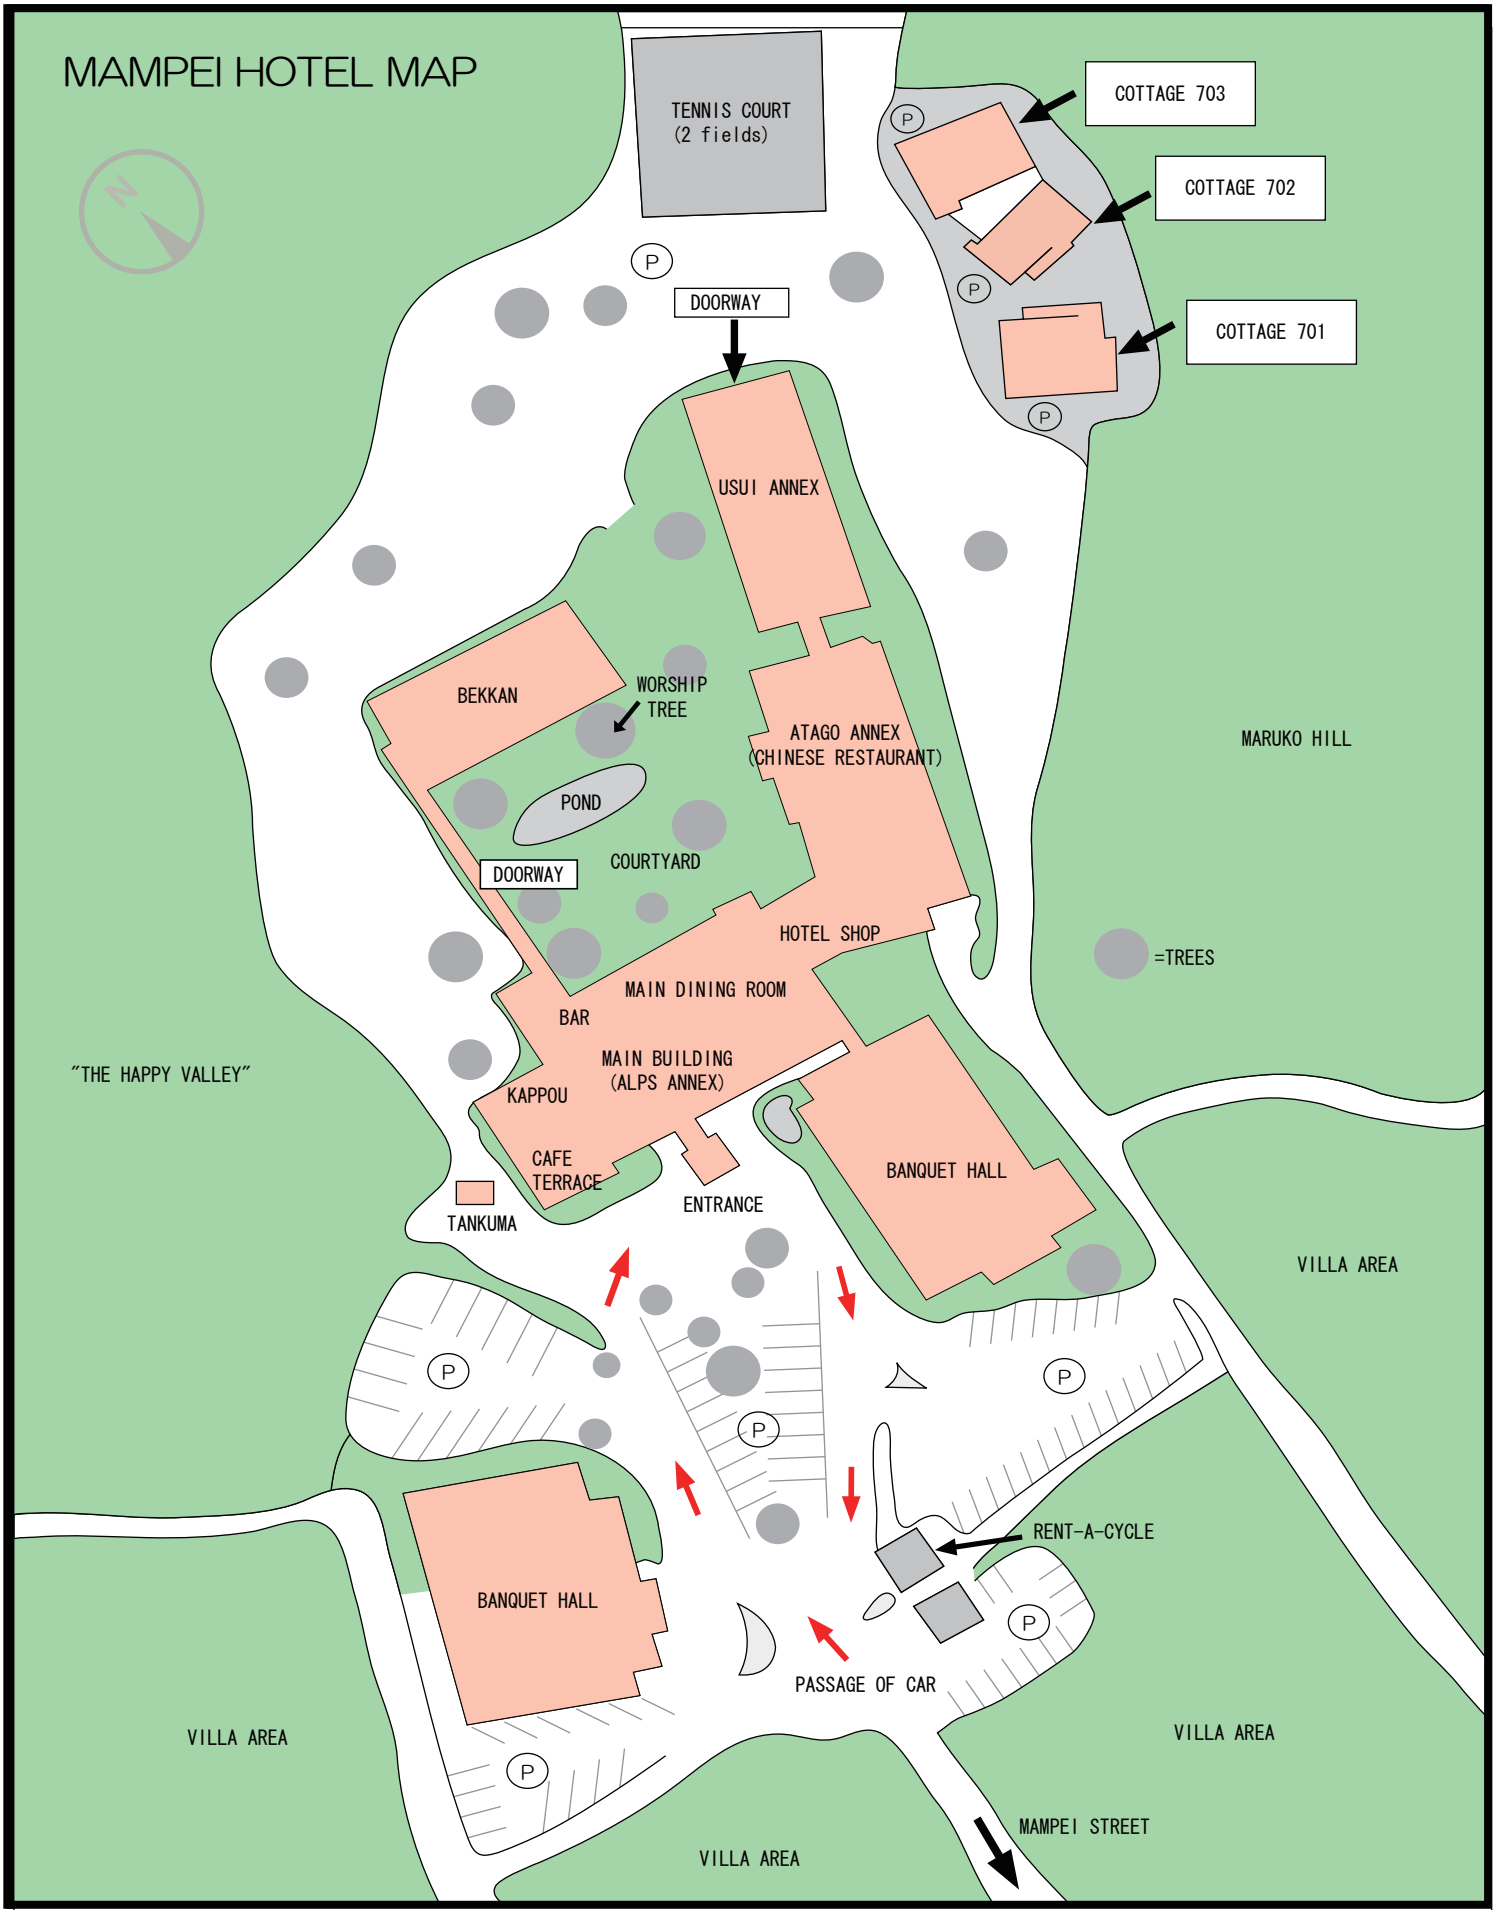 MAMPEI HOTEL MAP
N
TENNIS COURT
(2 fields)
COTTAGE 703
P
COTTAGE 702
P
P
DOORWAY
COTTAGE 701
P
USUI ANNEX
BEKKAN
WORSHIP
TREE
ATAGO ANNEX
(CHINESE RESTAURANT)
MARUKO HILL
POND
COURTYARD
DOORWAY
HOTEL SHOP
=TREES
MAIN DINING ROOM
BAR
MAIN BUILDING
(ALPS ANNEX)
"THE HAPPY VALLEY"
KAPPOU
CAFE
TERRACE
BANQUET HALL
ENTRANCE
TANKUMA
VILLA AREA
P
P
P
RENT-A-CYCLE
BANQUET HALL
P
PASSAGE OF CAR
VILLA AREA
VILLA AREA
P
MAMPEI STREET
VILLA AREA